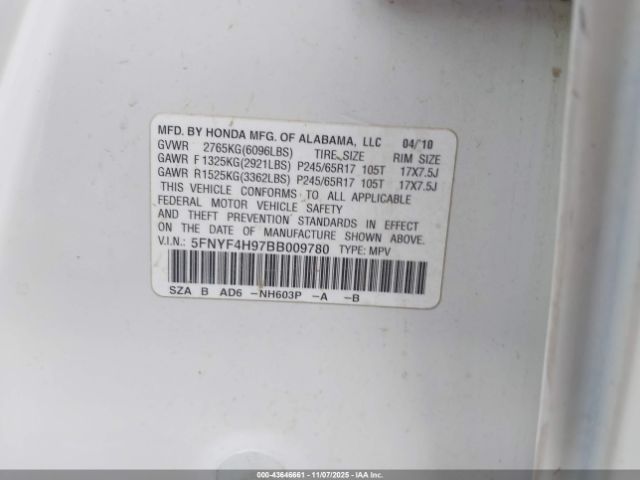 MFD. BY HONDA MFG. OF ALABAMA, LLC 04/10
GVWR 2765KG(6096LBS) TIRE SIZE RIM SIZE
GAWR F 1325KG(2921LBS) P245/65R17 105T 17X7.5J
GAWR R1525KG(3362LBS) P245/65R17 105T 17X7.5J
THIS VEHICLE CONFORMS TO ALL APPLICABLE
FEDERAL MOTOR VEHICLE SAFETY
AND THEFT PREVENTION STANDARDS IN EFFECT
ON THE DATE OF MANUFACTURE SHOWN ABOVE.
V.I.N.: 5FNYF4H97BB009780 TYPE: MPV
SZA B AD6 -NH603P -A -B
000-43646661 - 11/07/2025 - IAAI.COM